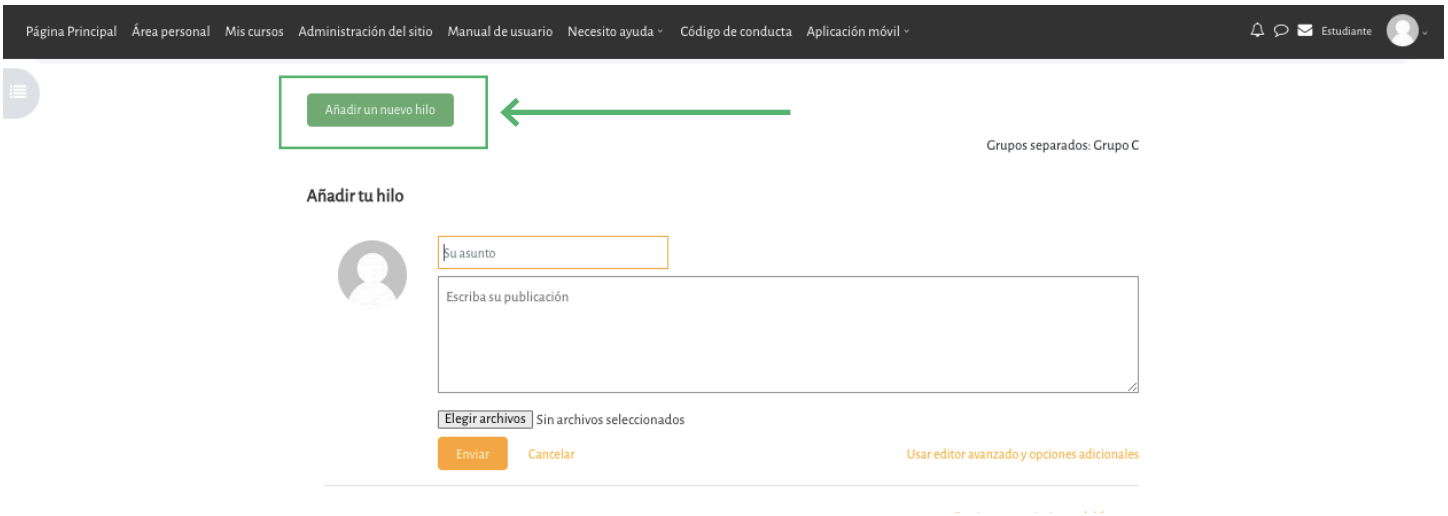 Página Principal Área personal Mis cursos Administración del sitio Manual de usuario Necesito ayuda Código de conducta Aplicación móvil Estudiante
Añadir un nuevo hilo
Grupos separados: Grupo C
Añadir tu hilo
Su asunto
Escriba su publicación
Elegir archivos Sin archivos seleccionados
Enviar Cancelar Usar editor avanzado y opciones adicionales